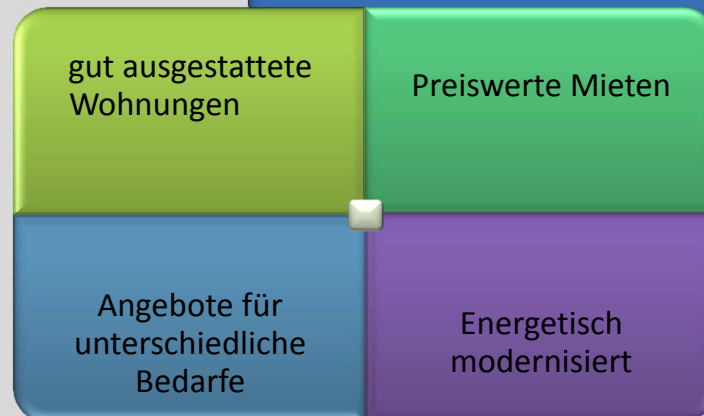 gut ausgestattete
Wohnungen
Preiswerte Mieten
Angebote für
unterschiedliche
Bedarfe
Energetisch
modernisiert